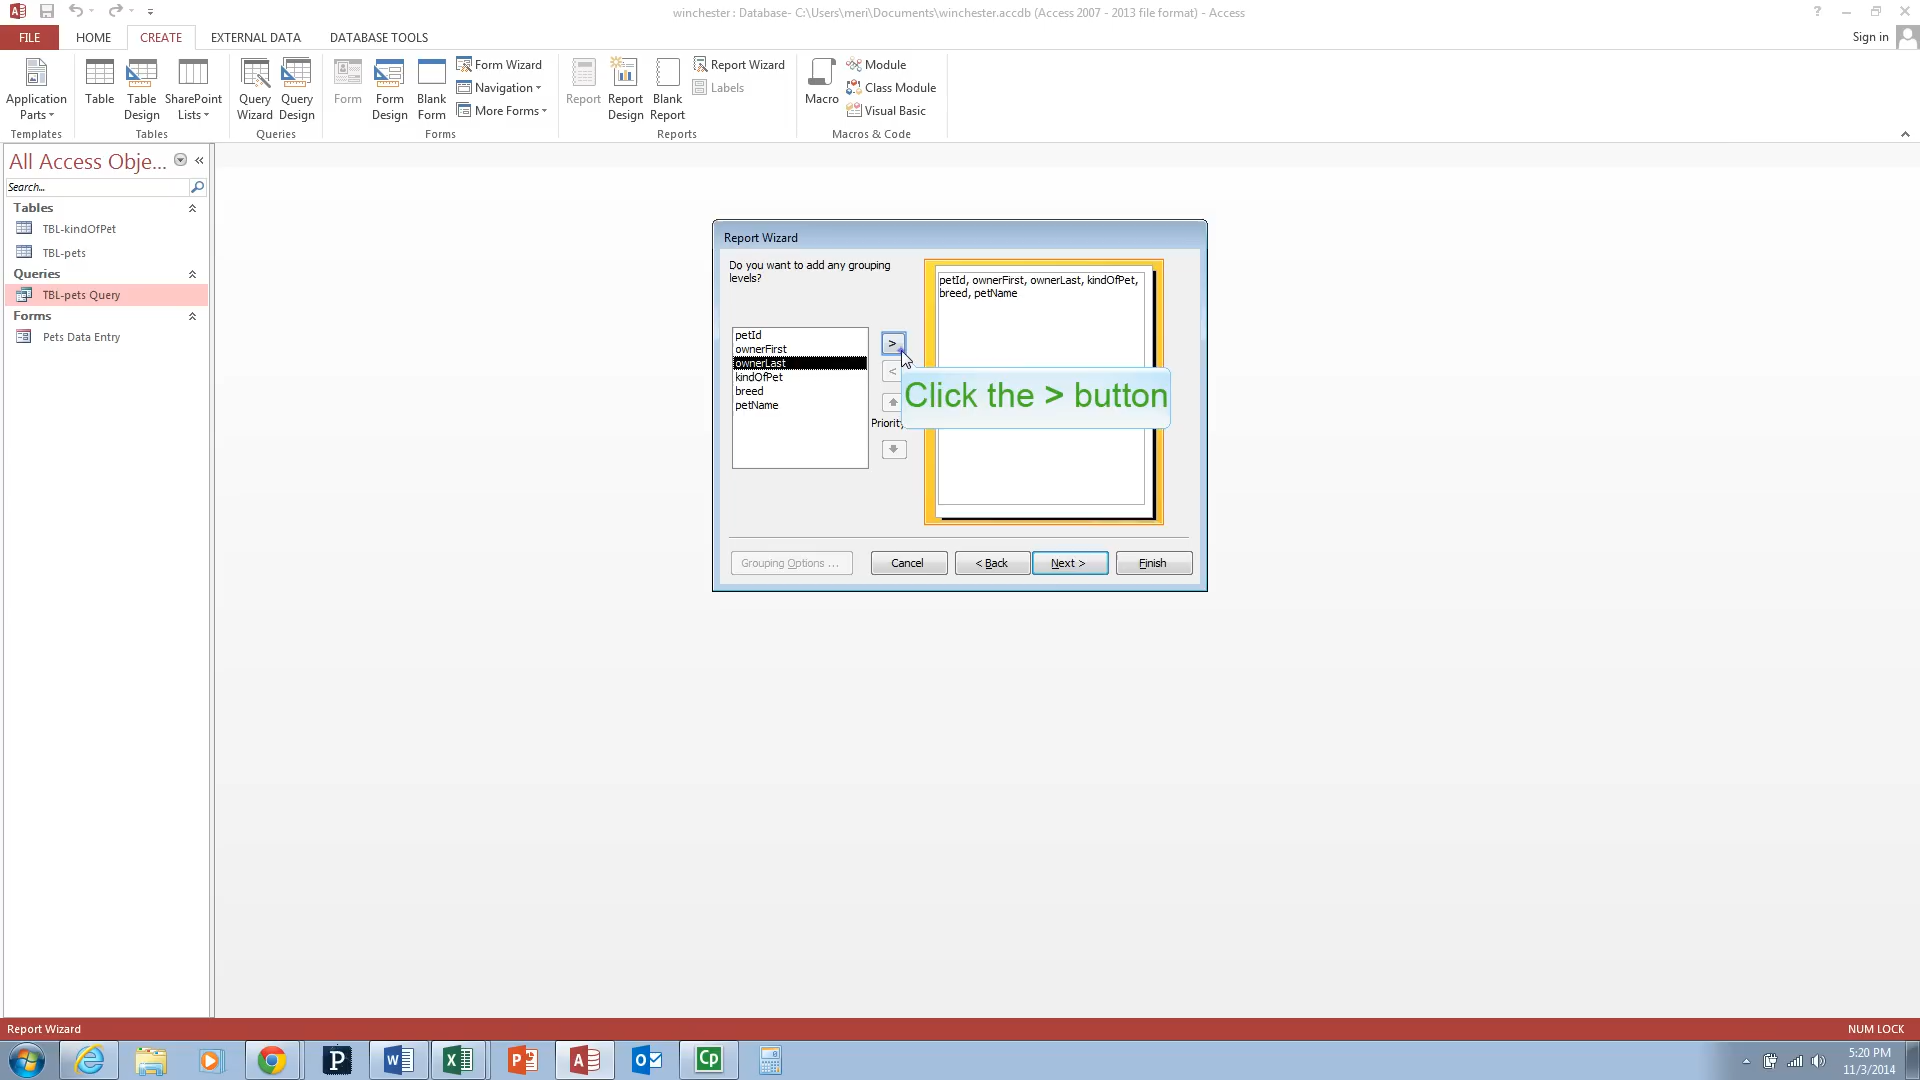 winchester : Database- C:\Users\meri\Documents\winchester.accdb (Access 2007 - 2013 file format) - Access
FILE
HOME
CREATE
EXTERNAL DATA
DATABASE TOOLS
Sign in
Application
Parts
Table
Table
Design
SharePoint
Lists
Query
Wizard
Query
Design
Form
Form
Design
Blank
Form
Form Wizard
Navigation
More Forms
Report
Report
Design
Blank
Report
Report Wizard
Labels
Macro
Module
Class Module
Visual Basic
Templates
Tables
Queries
Forms
Reports
Macros & Code
All Access Obje...
Search...
Tables
TBL-kindOfPet
TBL-pets
Queries
TBL-pets Query
Forms
Pets Data Entry
Report Wizard
Do you want to add any grouping
levels?
petId
ownerFirst
ownerLast
kindOfPet
breed
petName
>
<
Priority
petId, ownerFirst, ownerLast, kindOfPet,
breed, petName
Click the > button
Grouping Options ...
Cancel
< Back
Next >
Finish
Report Wizard
NUM LOCK
5:20 PM
11/3/2014